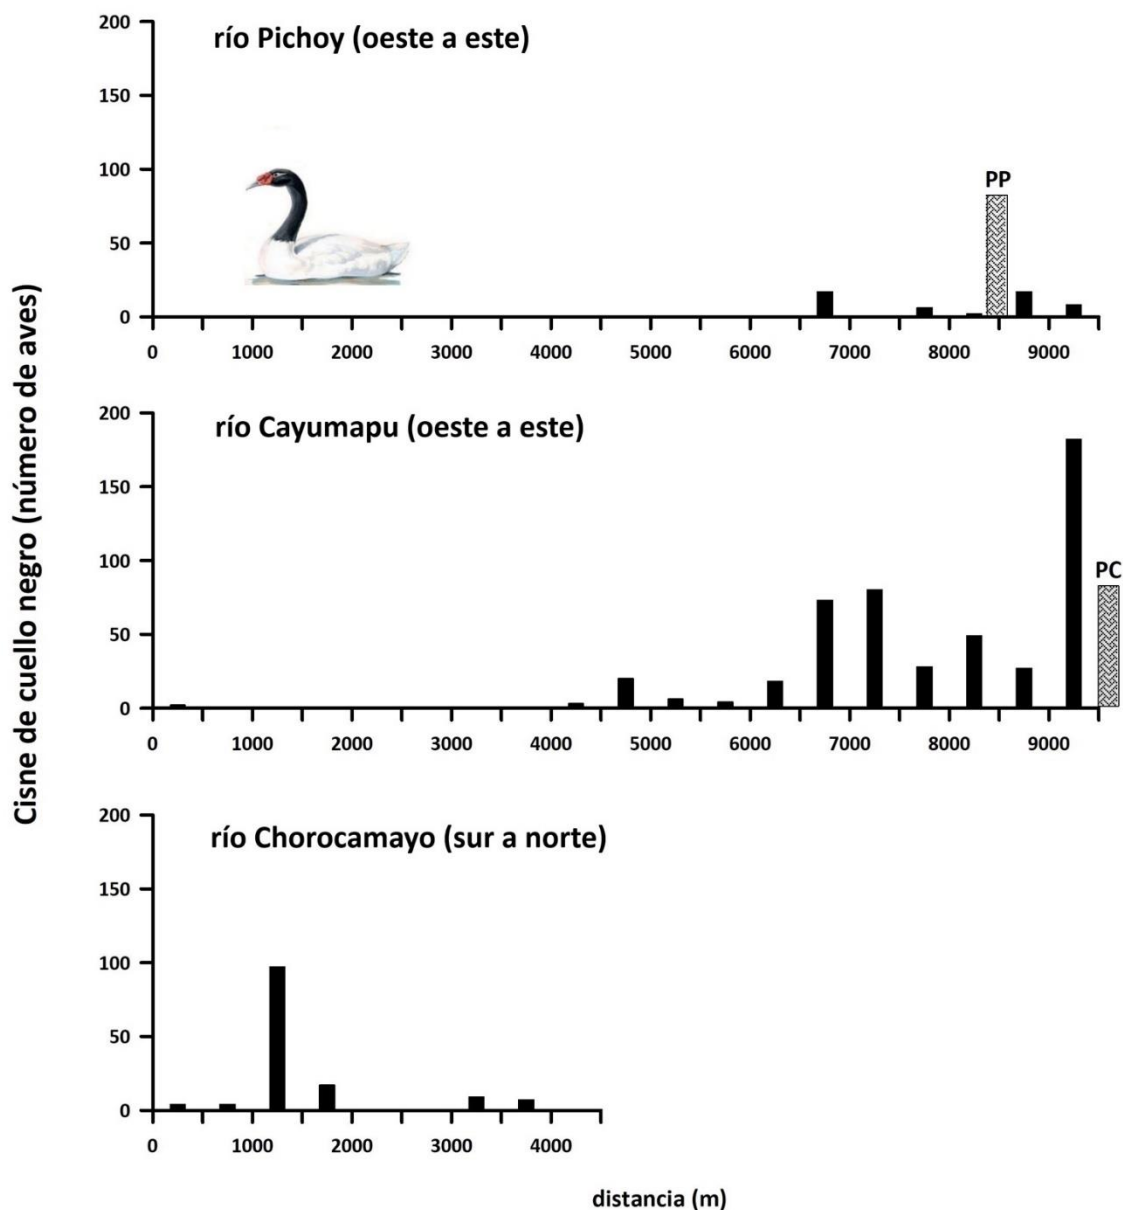 río Pichoy (oeste a este)
200
150
100
50
0
PP
0 1000 2000 3000 4000 5000 6000 7000 8000 9000
Cisne de cuello negro (número de aves)
río Cayumapu (oeste a este)
200
150
100
50
0
PC
0 1000 2000 3000 4000 5000 6000 7000 8000 9000
río Chorocamayo (sur a norte)
200
150
100
50
0
0 1000 2000 3000 4000
distancia (m)